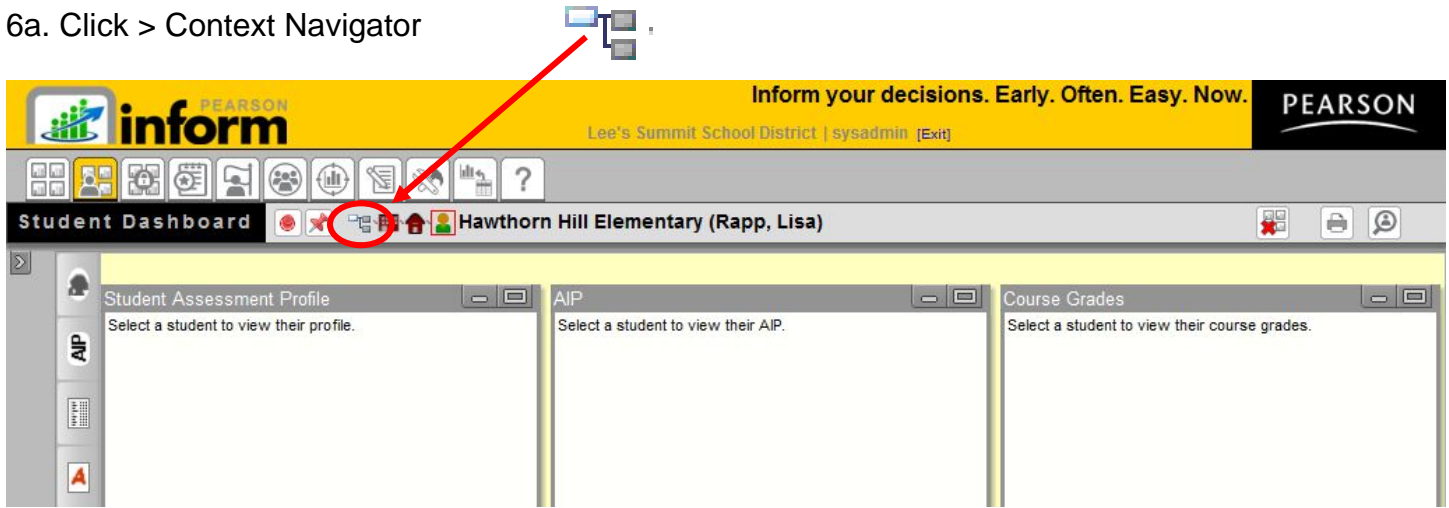 6a. Click > Context Navigator .
PEARSON
inform
Inform your decisions. Early. Often. Easy. Now.
Lee's Summit School District | sysadmin [Exit]
PEARSON
?
Student Dashboard
Hawthorn Hill Elementary (Rapp, Lisa)
>
AIP
A
Student Assessment Profile
Select a student to view their profile.
AIP
Select a student to view their AIP.
Course Grades
Select a student to view their course grades.